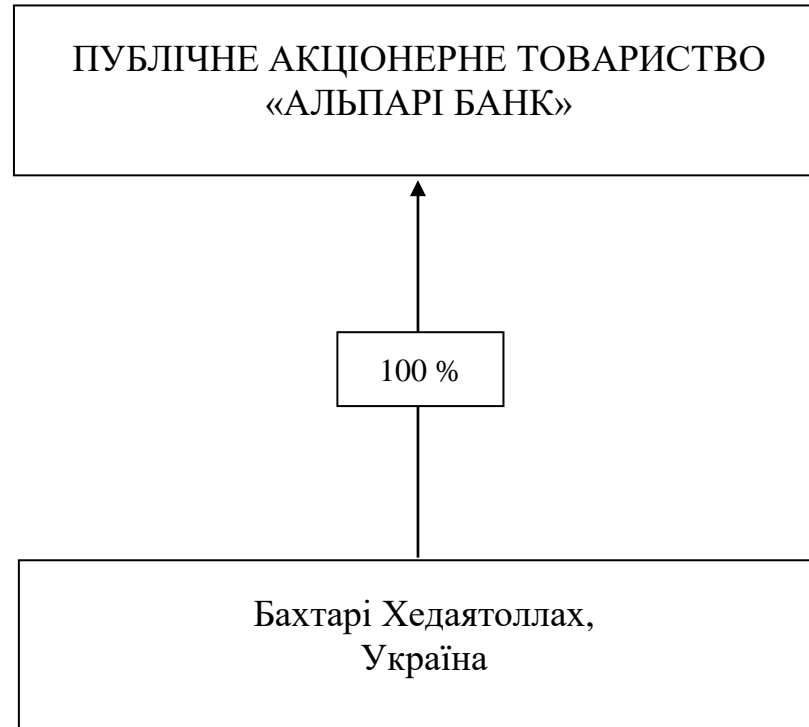 ПУБЛІЧНЕ АКЦІОНЕРНЕ ТОВАРИСТВО
«АЛЬПАРІ БАНК»
100 %
Бахтарі Хедаятоллах,
Україна